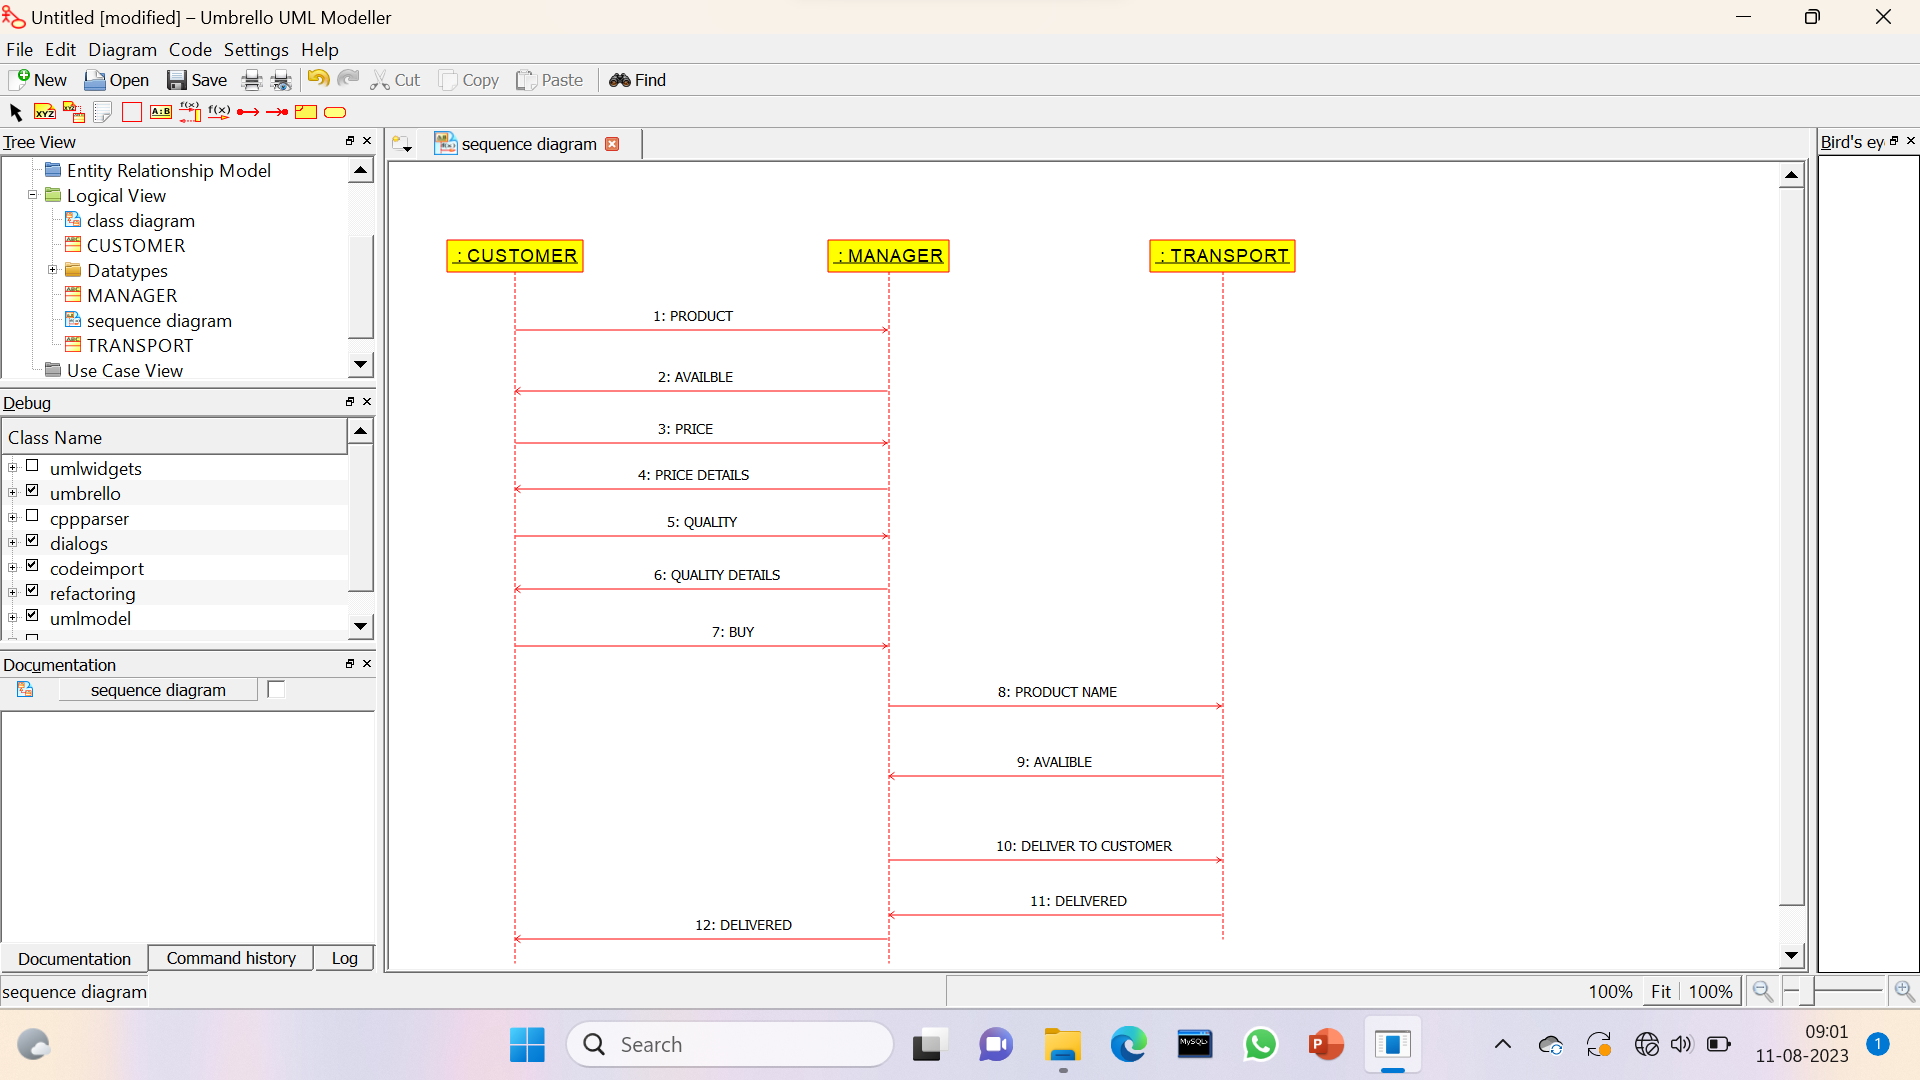 Untitled [modified] – Umbrello UML Modeller
File Edit Diagram Code Settings Help
New Open Save Cut Copy Paste Find
XYZ XYZ A:B f(x) f(x)
Tree View
Entity Relationship Model
Logical View
class diagram
CUSTOMER
Datatypes
MANAGER
sequence diagram
TRANSPORT
Use Case View
Debug
Class Name
umlwidgets
umbrello
cppparser
dialogs
codeimport
refactoring
umlmodel
Documentation
sequence diagram
Documentation Command history Log
sequence diagram
sequence diagram
: CUSTOMER : MANAGER : TRANSPORT
1: PRODUCT
2: AVAILBLE
3: PRICE
4: PRICE DETAILS
5: QUALITY
6: QUALITY DETAILS
7: BUY
8: PRODUCT NAME
9: AVALIBLE
10: DELIVER TO CUSTOMER
11: DELIVERED
12: DELIVERED
Bird's ey
100% Fit 100%
Search
MySQL
P
09:01
11-08-2023
1